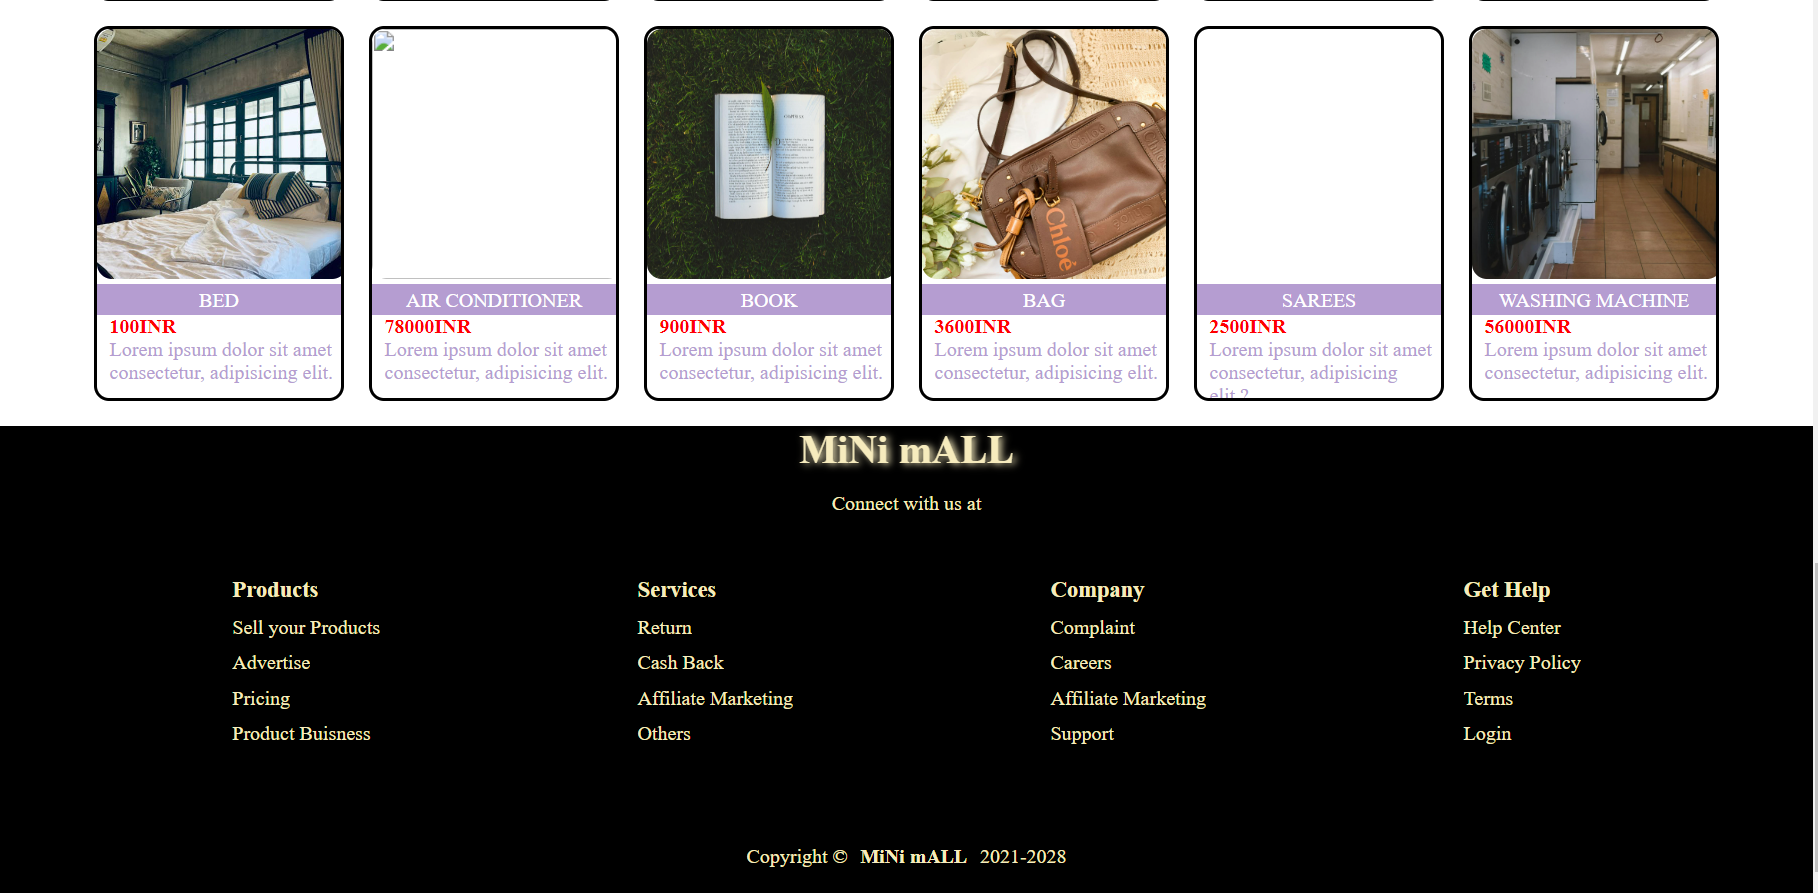 BED
100INR
Lorem ipsum dolor sit amet
consectetur, adipisicing elit.
AIR CONDITIONER
78000INR
Lorem ipsum dolor sit amet
consectetur, adipisicing elit.
CHAPTER
BOOK
900INR
Lorem ipsum dolor sit amet
consectetur, adipisicing elit.
Chloé
BAG
3600INR
Lorem ipsum dolor sit amet
consectetur, adipisicing elit.
SAREES
2500INR
Lorem ipsum dolor sit amet
consectetur, adipisicing
elit ?
WASHING MACHINE
56000INR
Lorem ipsum dolor sit amet
consectetur, adipisicing elit.
MiNi mALL
Connect with us at
Products
Sell your Products
Advertise
Pricing
Product Buisness
Services
Return
Cash Back
Affiliate Marketing
Others
Company
Complaint
Careers
Affiliate Marketing
Support
Get Help
Help Center
Privacy Policy
Terms
Login
Copyright © MiNi mALL 2021-2028